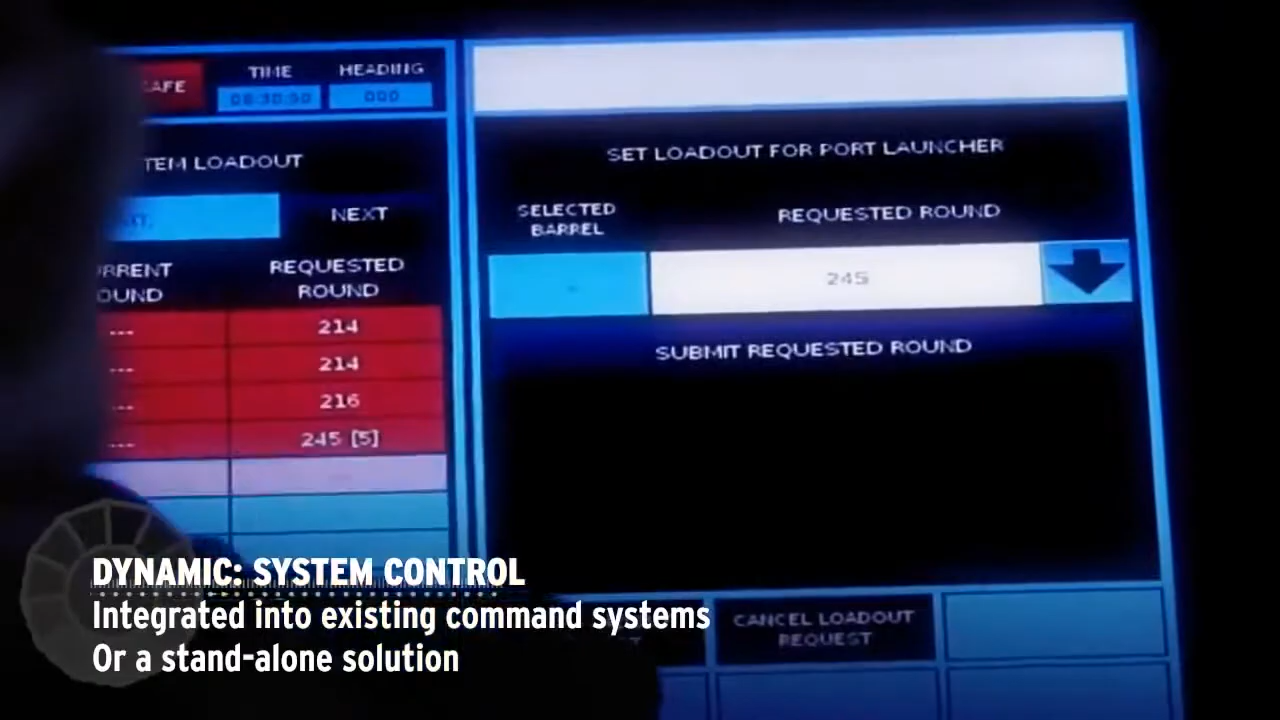 AFE
TIME
HEADING
000
TEM LOADOUT
NEXT
RRENT
OUND
REQUESTED
ROUND
--- 214
--- 214
--- 216
--- 245 [5]
SET LOADOUT FOR PORT LAUNCHER
SELECTED
BARREL
REQUESTED ROUND
-
245
SUBMIT REQUESTED ROUND
CANCEL LOADOUT
REQUEST
DYNAMIC: SYSTEM CONTROL
Integrated into existing command systems
Or a stand-alone solution